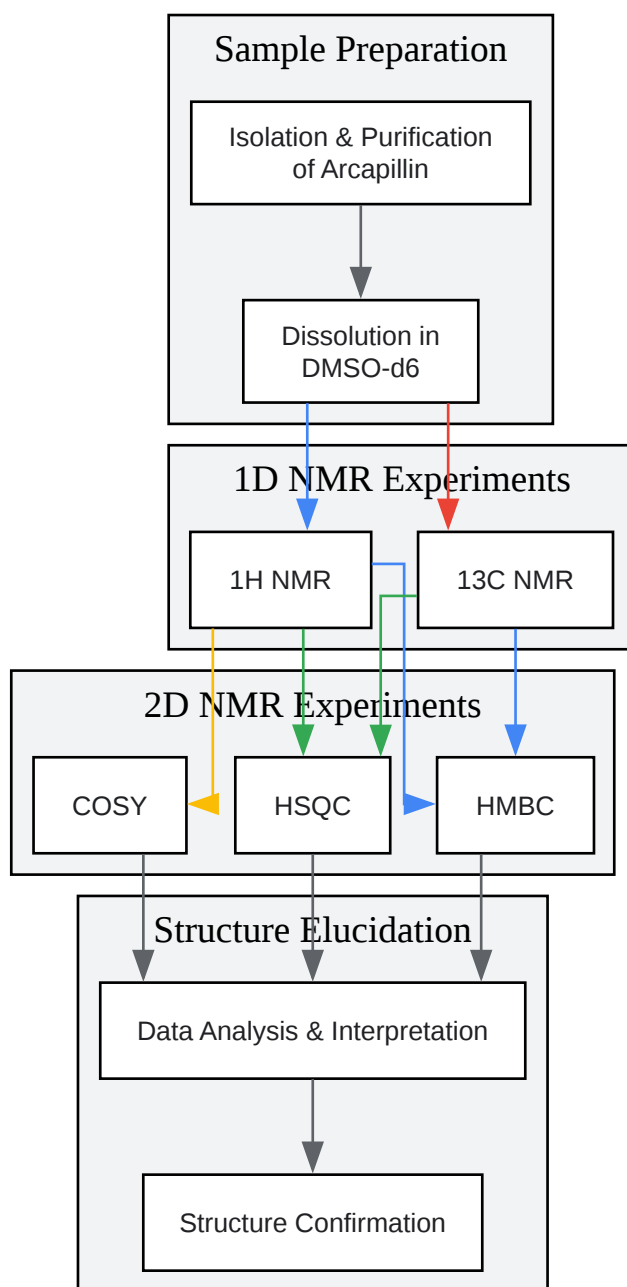 Sample Preparation
Isolation & Purification
of Arcapillin
Dissolution in
DMSO-d6
1D NMR Experiments
1H NMR
13C NMR
2D NMR Experiments
COSY
HSQC
HMBC
Structure Elucidation
Data Analysis & Interpretation
Structure Confirmation